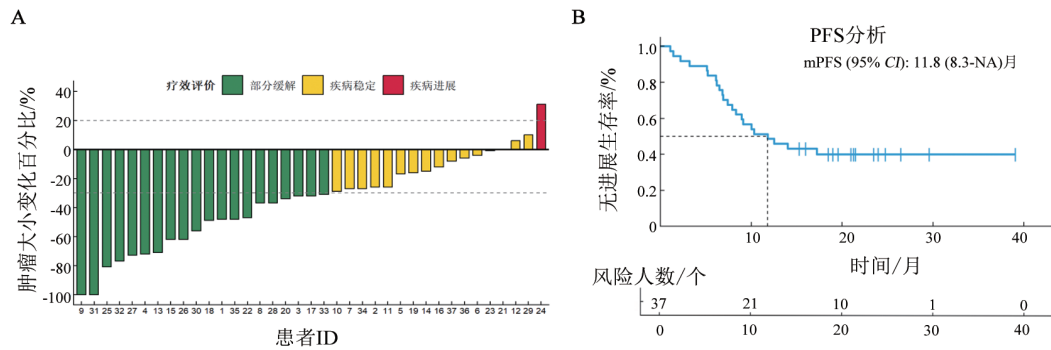 A
疗效评价 部分缓解 疾病稳定 疾病进展
肿瘤大小变化百分比/%
40
20
0
-20
-40
-60
-80
-100
9 31 25 32 27 4 13 15 26 30 18 1 35 22 8 28 20 3 17 33 10 7 34 2 11 5 19 14 16 37 36 6 23 21 12 29 24
患者ID
B
PFS分析
mPFS (95% CI): 11.8 (8.3-NA)月
无进展生存率/%
1.0
0.8
0.6
0.4
0.2
0
10 20 30 40
时间/月
风险人数/个
37 21 10 1 0
0 10 20 30 40